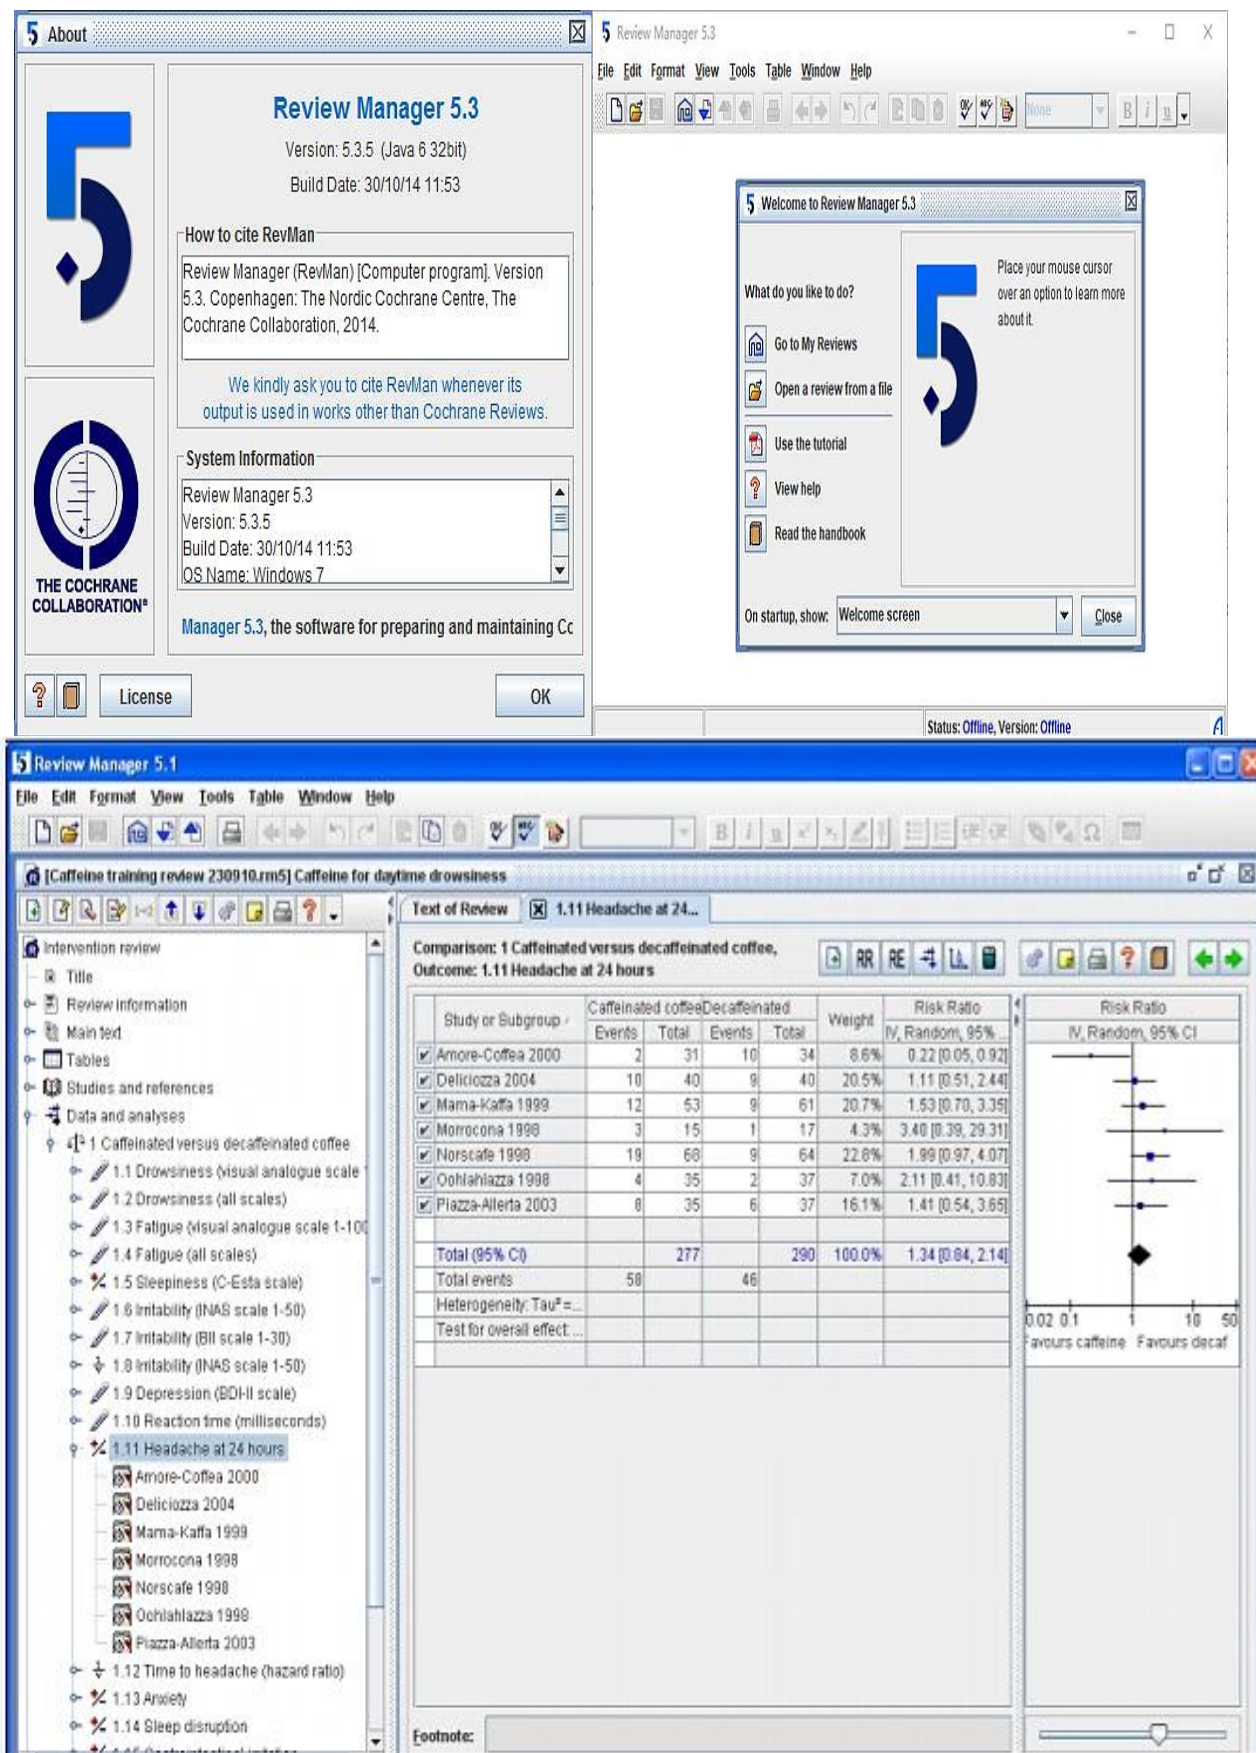 5 About
Review Manager 5.3
Version: 5.3.5 (Java 6 32bit)
Build Date: 30/10/14 11:53
How to cite RevMan
Review Manager (RevMan) [Computer program]. Version
5.3. Copenhagen: The Nordic Cochrane Centre, The
Cochrane Collaboration, 2014.
We kindly ask you to cite RevMan whenever its
output is used in works other than Cochrane Reviews.
System Information
Review Manager 5.3
Version: 5.3.5
Build Date: 30/10/14 11:53
OS Name: Windows 7
THE COCHRANE
COLLABORATION®
Manager 5.3, the software for preparing and maintaining Cc
License
OK
5 Review Manager 5.3
File Edit Format View Tools Table Window Help
None B i u
5 Welcome to Review Manager 5.3
What do you like to do?
Go to My Reviews
Open a review from a file
Use the tutorial
View help
Read the handbook
Place your mouse cursor
over an option to learn more
about it.
On startup, show: Welcome screen
Close
Status: Offline, Version: Offline
5 Review Manager 5.1
File Edit Format View Tools Table Window Help
B i u x² Ω
[Caffeine training review 230910.rm5] Caffeine for daytime drowsiness
Intervention review
Title
Review information
Main text
Tables
Studies and references
Data and analyses
1 Caffeinated versus decaffeinated coffee
1.1 Drowsiness (visual analogue scale
1.2 Drowsiness (all scales)
1.3 Fatigue (visual analogue scale 1-100
1.4 Fatigue (all scales)
1.5 Sleepiness (C-Esta scale)
1.6 Irritability (INAS scale 1-50)
1.7 Irritability (BII scale 1-30)
1.8 Irritability (INAS scale 1-50)
1.9 Depression (BDI-II scale)
1.10 Reaction time (milliseconds)
1.11 Headache at 24 hours
Amore-Coffea 2000
Deliciozza 2004
Mama-Kaffa 1999
Morrocona 1998
Norscafe 1998
Oohlahlazza 1998
Piazza-Allerta 2003
1.12 Time to headache (hazard ratio)
1.13 Anxiety
1.14 Sleep disruption
Text of Review 1.11 Headache at 24...
Comparison: 1 Caffeinated versus decaffeinated coffee,
Outcome: 1.11 Headache at 24 hours
RR RE
Caffeinated coffee Decaffeinated Risk Ratio Risk Ratio
Study or Subgroup Events Total Events Total Weight IV, Random, 95% ... IV, Random, 95% CI
Amore-Coffea 2000 2 31 10 34 8.6% 0.22 [0.05, 0.92]
Deliciozza 2004 10 40 9 40 20.5% 1.11 [0.51, 2.44]
Mama-Kaffa 1999 12 53 9 61 20.7% 1.53 [0.70, 3.35]
Morrocona 1998 3 15 1 17 4.3% 3.40 [0.39, 29.31]
Norscafe 1998 19 68 9 64 22.8% 1.99 [0.97, 4.07]
Oohlahlazza 1998 4 35 2 37 7.0% 2.11 [0.41, 10.83]
Piazza-Allerta 2003 8 35 6 37 16.1% 1.41 [0.54, 3.65]
Total (95% CI) 277 290 100.0% 1.34 [0.84, 2.14]
Total events 58 46
Heterogeneity: Tau² =...
Test for overall effect: ...
0.02 0.1 1 10 50
Favours caffeine Favours decaf
Footnote: